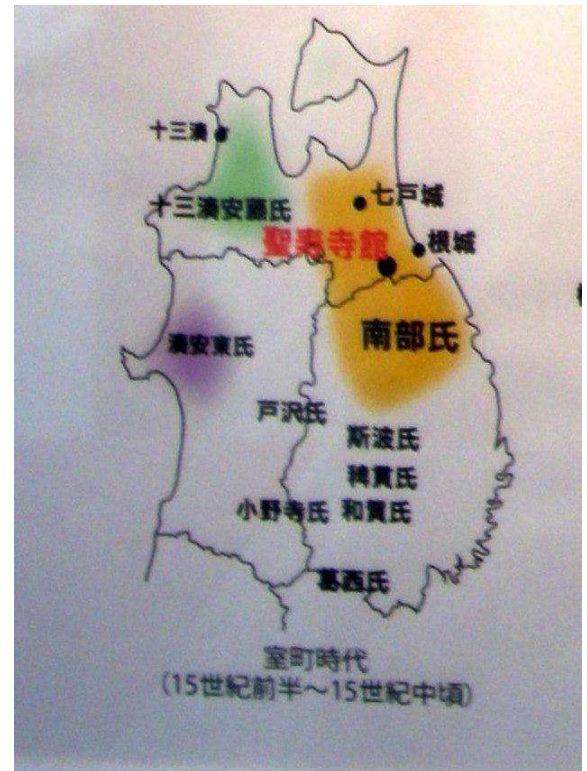 十三湊
七戸城
十三湊安藤氏
聖寿寺館
根城
南部氏
湊安東氏
戸沢氏
斯波氏
稗貫氏
小野寺氏
和賀氏
葛西氏
室町時代
(15世紀前半～15世紀中頃)